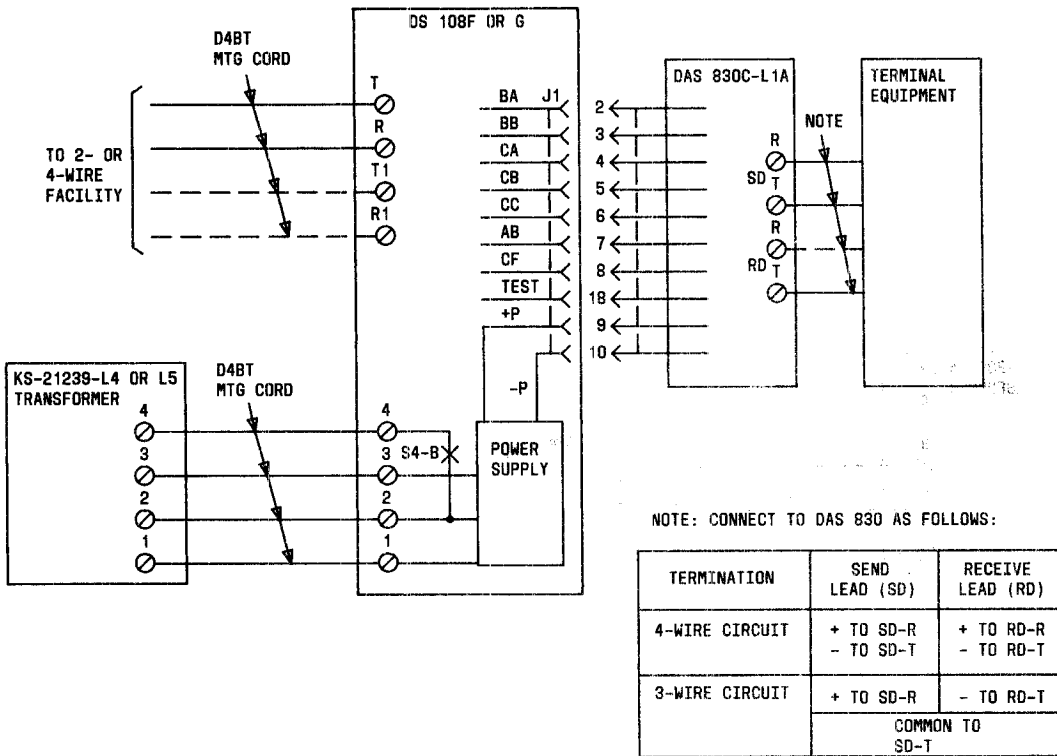 DS 108F OR G
D4BT
MTG CORD
TO 2- OR
4-WIRE
FACILITY
T
R
T1
R1
BA J1 2
BB 3
CA 4
CB 5
CC 6
AB 7
CF 8
TEST 18
+P 9
10
-P
DAS 830C-L1A
R
SD T
R
RD T
NOTE
TERMINAL
EQUIPMENT
KS-21239-L4 OR L5
TRANSFORMER
4
3
2
1
D4BT
MTG CORD
4
3 S4-B
2
1
POWER
SUPPLY
NOTE: CONNECT TO DAS 830 AS FOLLOWS:
TERMINATION
SEND
LEAD (SD)
RECEIVE
LEAD (RD)
4-WIRE CIRCUIT
+ TO SD-R
- TO SD-T
+ TO RD-R
- TO RD-T
3-WIRE CIRCUIT
+ TO SD-R
- TO RD-T
COMMON TO
SD-T